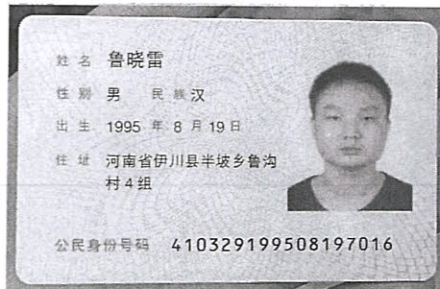 姓名 鲁晓雷
性别 男 民族 汉
出生 1995 年 8 月 19 日
住址 河南省伊川县半坡乡鲁沟
村4组
公民身份号码 410329199508197016